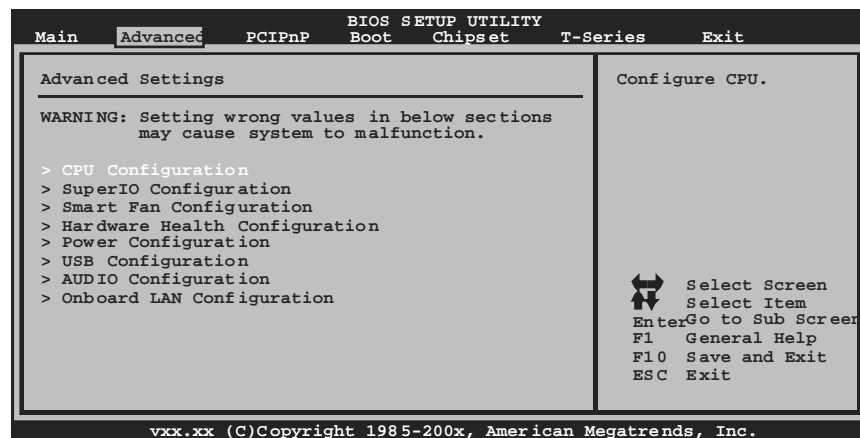 BIOS SETUP UTILITY
Main Advanced PCIPnP Boot Chipset T-Series Exit
Advanced Settings
WARNING: Setting wrong values in below sections
may cause system to malfunction.
> CPU Configuration
> SuperIO Configuration
> Smart Fan Configuration
> Hardware Health Configuration
> Power Configuration
> USB Configuration
> AUDIO Configuration
> Onboard LAN Configuration
Configure CPU.
Select Screen
Select Item
Enter Go to Sub Screen
F1 General Help
F10 Save and Exit
ESC Exit
vxx.xx (C)Copyright 1985-200x, American Megatrends, Inc.